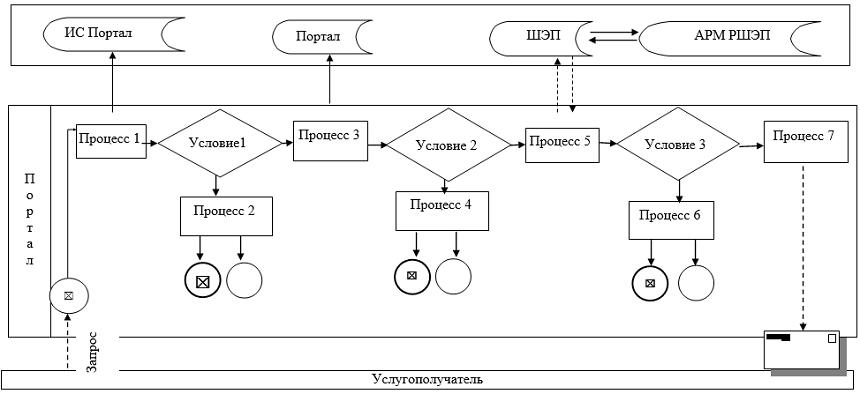 ИС Портал
Портал
ШЭП
АРМ РШЭП
Портал
Процесс 1
Условие1
Процесс 3
Условие 2
Процесс 5
Условие 3
Процесс 7
Процесс 2
Процесс 4
Процесс 6
Запрос
Услугополучатель